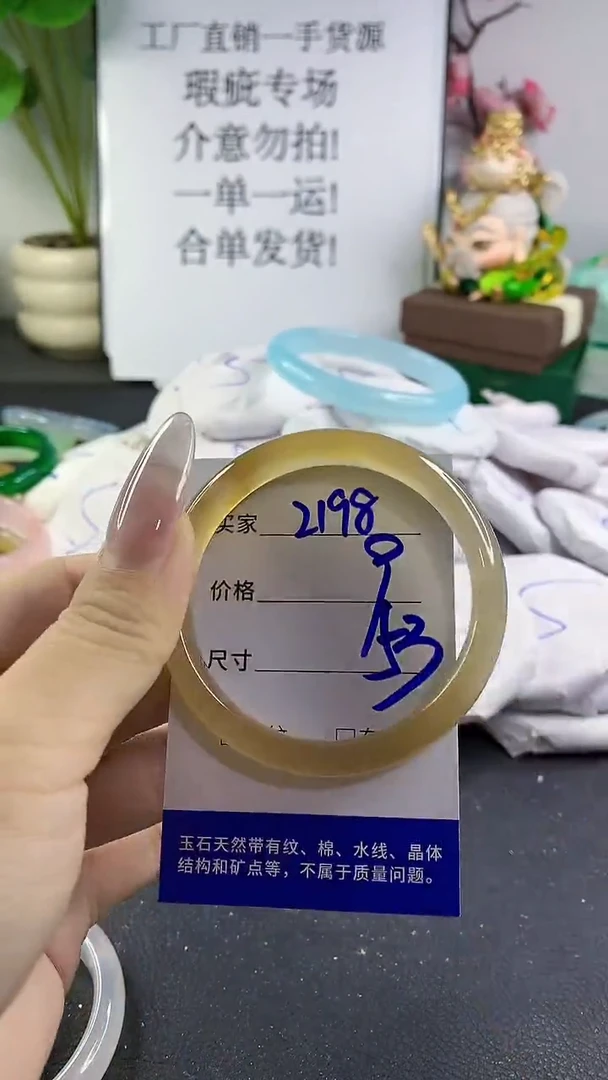 工厂直销一手货源
瑕疵专场
介意勿拍!
一单一运!
合单发货!
买家 2198
价格
尺寸
玉石天然带有纹、棉、水线、晶体
结构和矿点等，不属于质量问题。